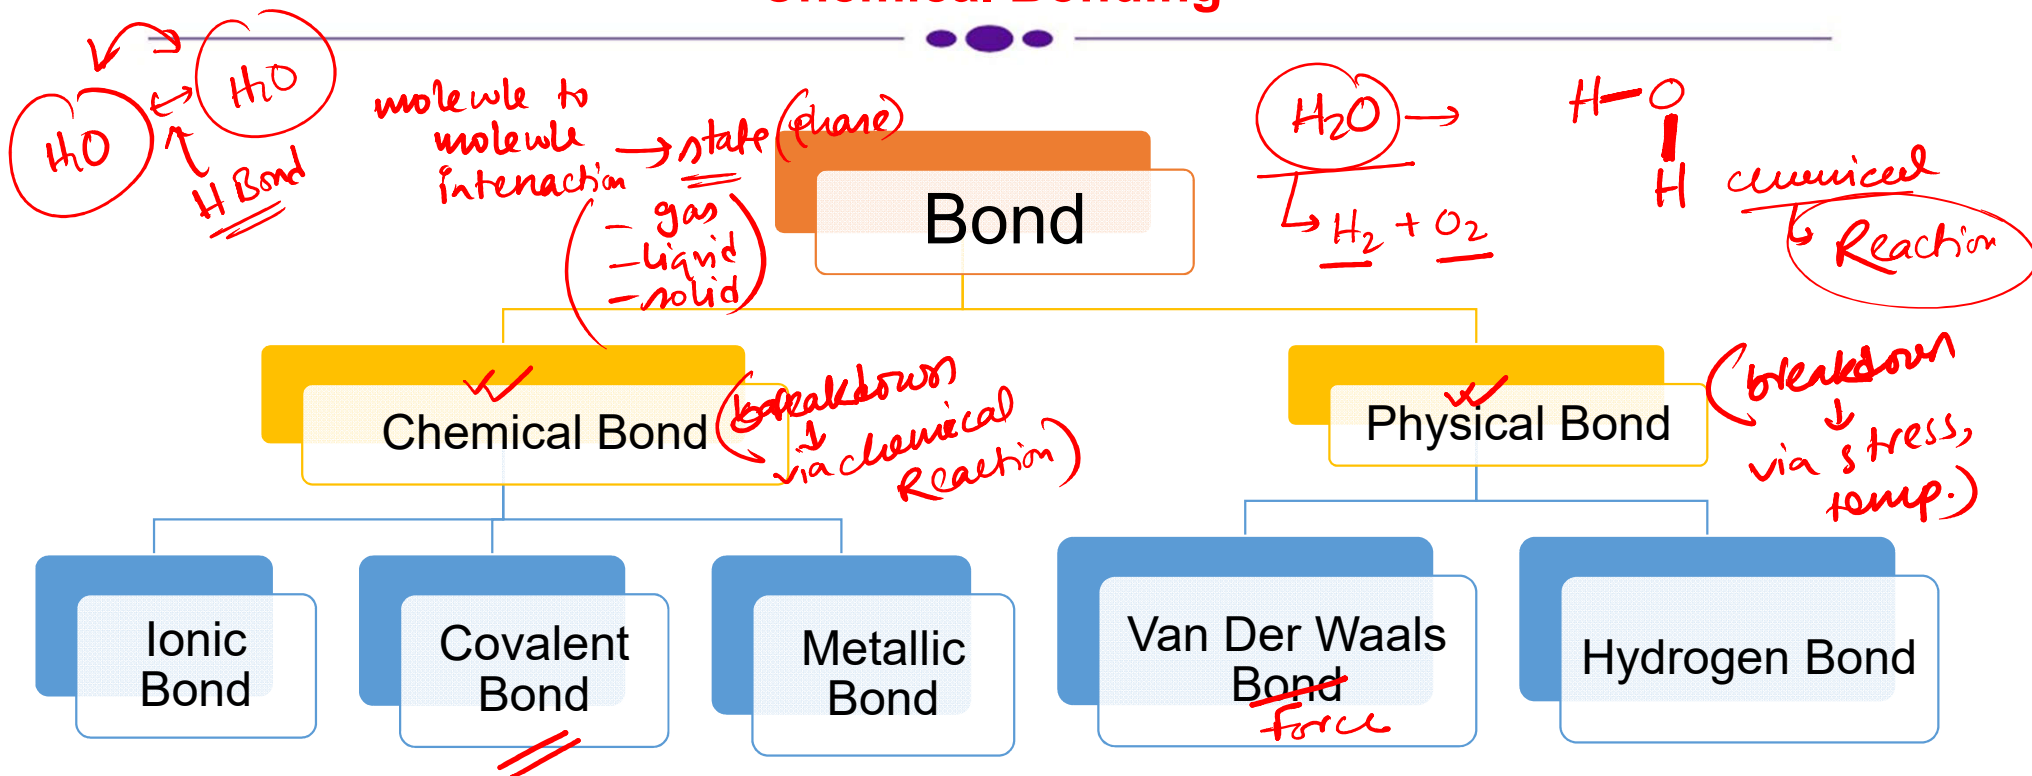 Chemical Bonding
H2O
H2O
H Bond
molecule to
molecule
interaction → state (phase)
- gas
- liquid
- solid
H2O →
↳ H2 + O2
H-O
H
chemical
↳ Reaction
Bond
Chemical Bond
(breakdown
↓
via chemical
Reaction)
Physical Bond
(breakdown
↓
via stress,
temp.)
Ionic
Bond
Covalent
Bond
Metallic
Bond
Van Der Waals
Bond
Force
Hydrogen Bond